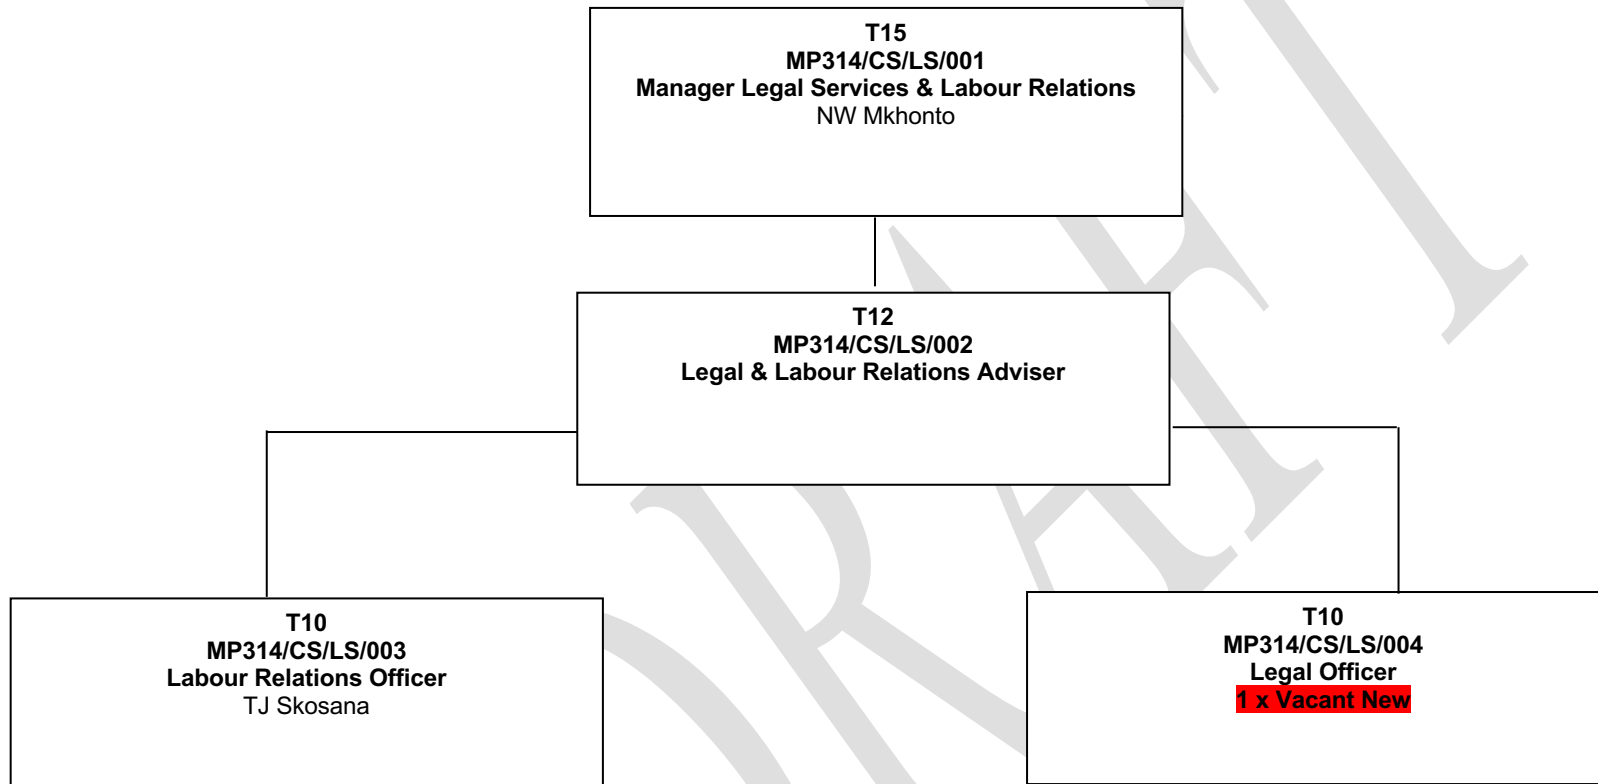 T15
MP314/CS/LS/001
Manager Legal Services & Labour Relations
NW Mkhonto
T12
MP314/CS/LS/002
Legal & Labour Relations Adviser
T10
MP314/CS/LS/003
Labour Relations Officer
TJ Skosana
T10
MP314/CS/LS/004
Legal Officer
1 x Vacant New
DRAFT